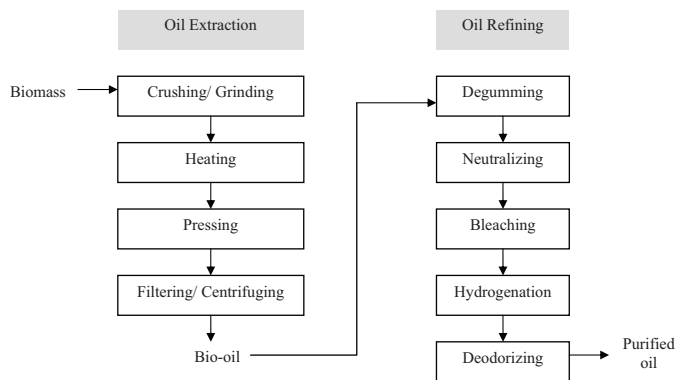 Oil Extraction
Biomass
Crushing/ Grinding
Heating
Pressing
Filtering/ Centrifuging
Bio-oil
Oil Refining
Degumming
Neutralizing
Bleaching
Hydrogenation
Deodorizing
Purified
oil